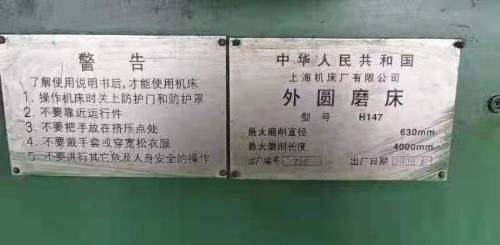 警 告
了解使用说明书后,才能使用机床
1. 操作机床时关上防护门和防护罩
2. 不要靠近运行件
3. 不要把手放在挤压点处
4. 不要戴手套或穿宽松衣服
5. 不要进行其它危及人身安全的操作
中华人民共和国
上海机床厂有限公司
外圆磨床
型号 H147
最大磨削直径 630mm
最大磨削长度 4000mm
出厂编号 出厂日期